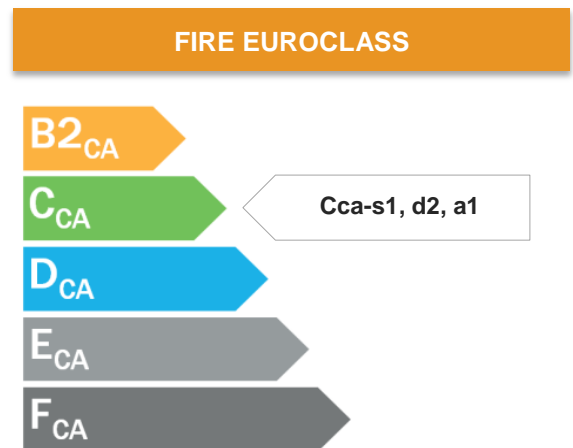 FIRE EUROCLASS
B2CA
CCA
Cca-s1, d2, a1
DCA
ECA
FCA